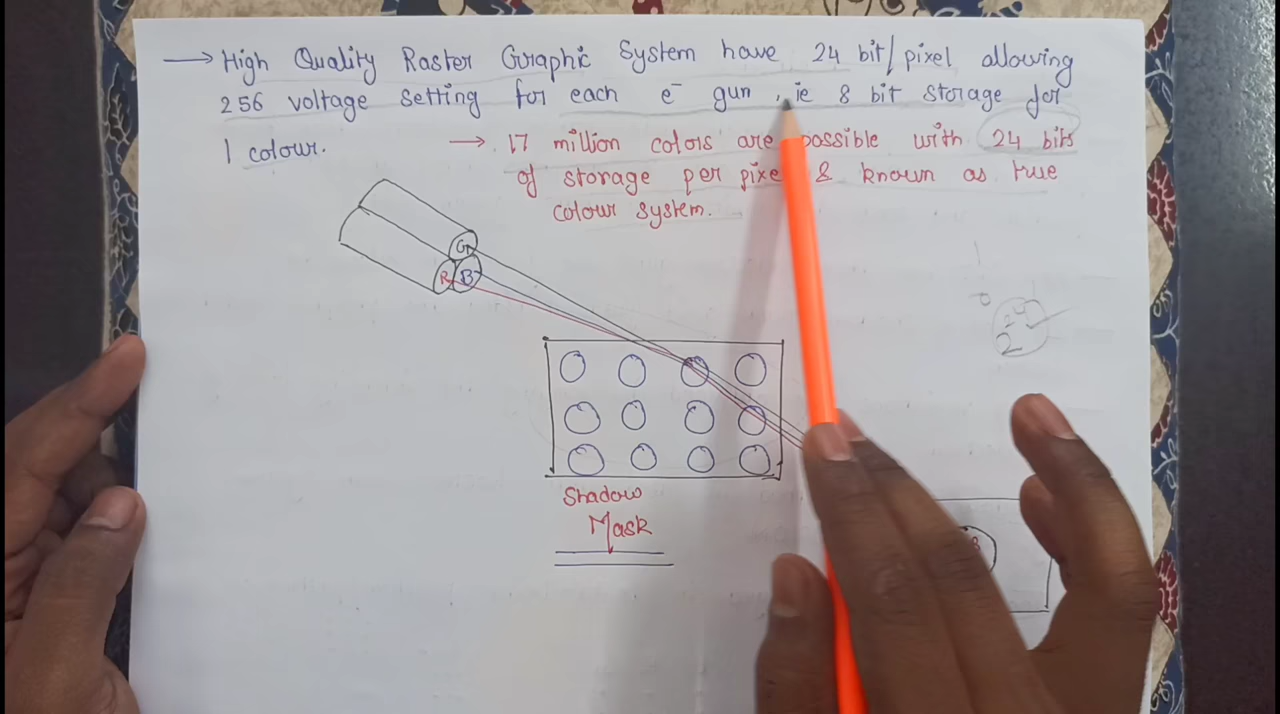 → High Quality Raster Graphic System have 24 bit/pixel allowing
256 voltage setting for each e⁻ gun, ie 8 bit storage for
1 colour.
→ 17 million colors are possible with 24 bits
of storage per pixel & known as true
colour system.
G
R B
Shadow
Mask
B